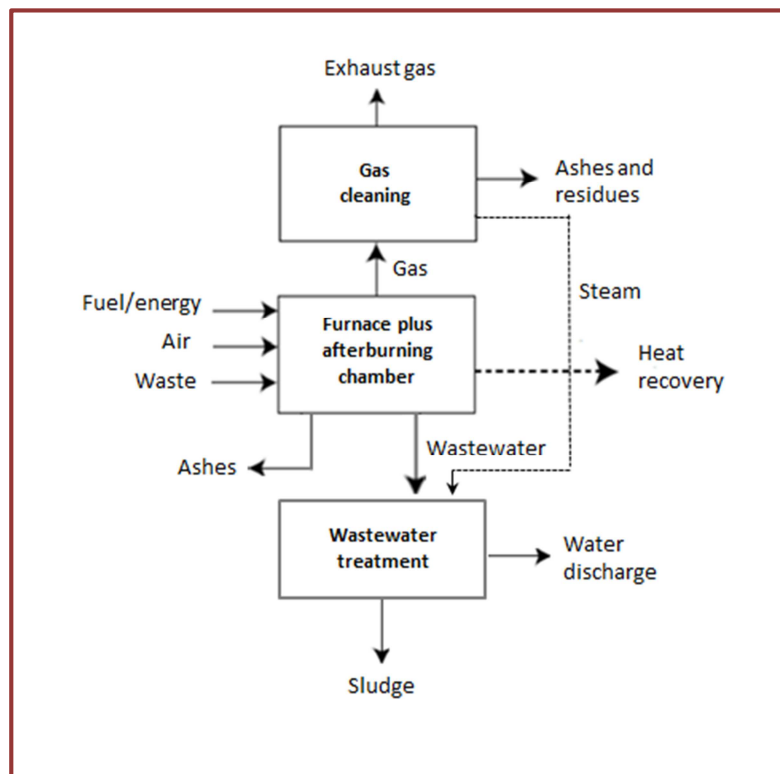 Exhaust gas
Gas
cleaning
Ashes and
residues
Gas
Steam
Fuel/energy
Air
Waste
Furnace plus
afterburning
chamber
Heat
recovery
Ashes
Wastewater
Wastewater
treatment
Water
discharge
Sludge